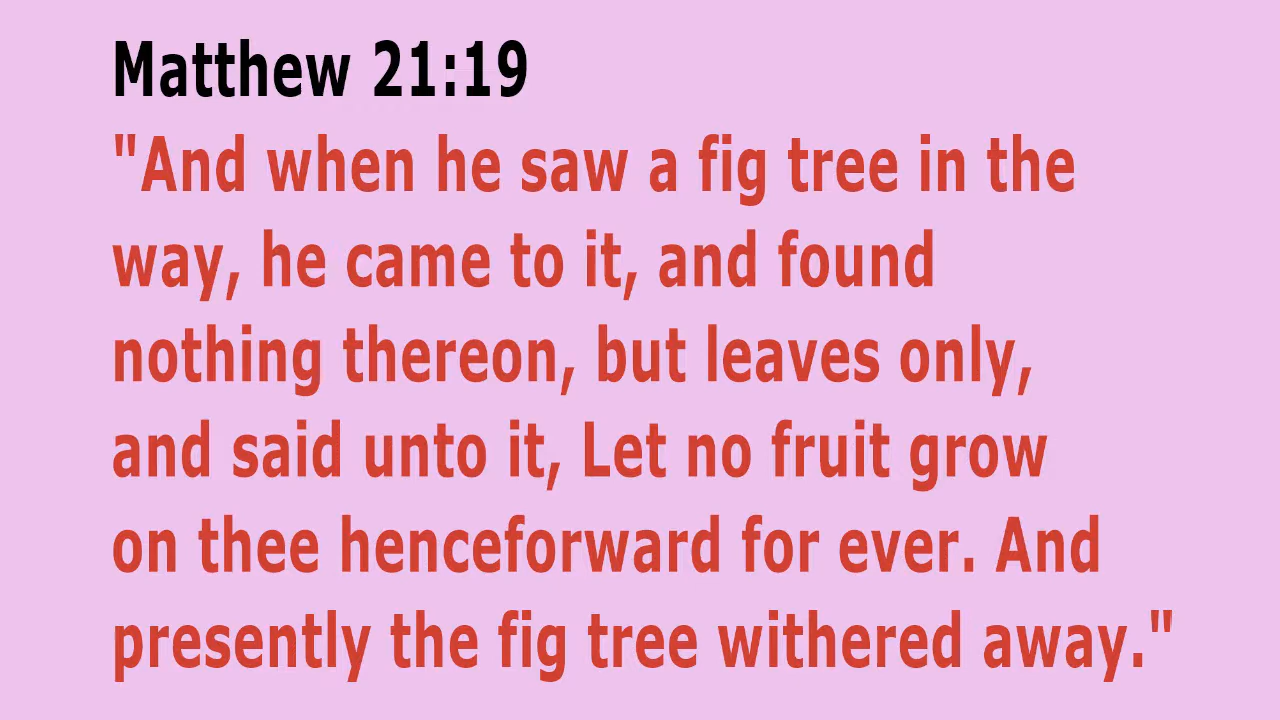 Matthew 21:19
"And when he saw a fig tree in the
way, he came to it, and found
nothing thereon, but leaves only,
and said unto it, Let no fruit grow
on thee henceforward for ever. And
presently the fig tree withered away."